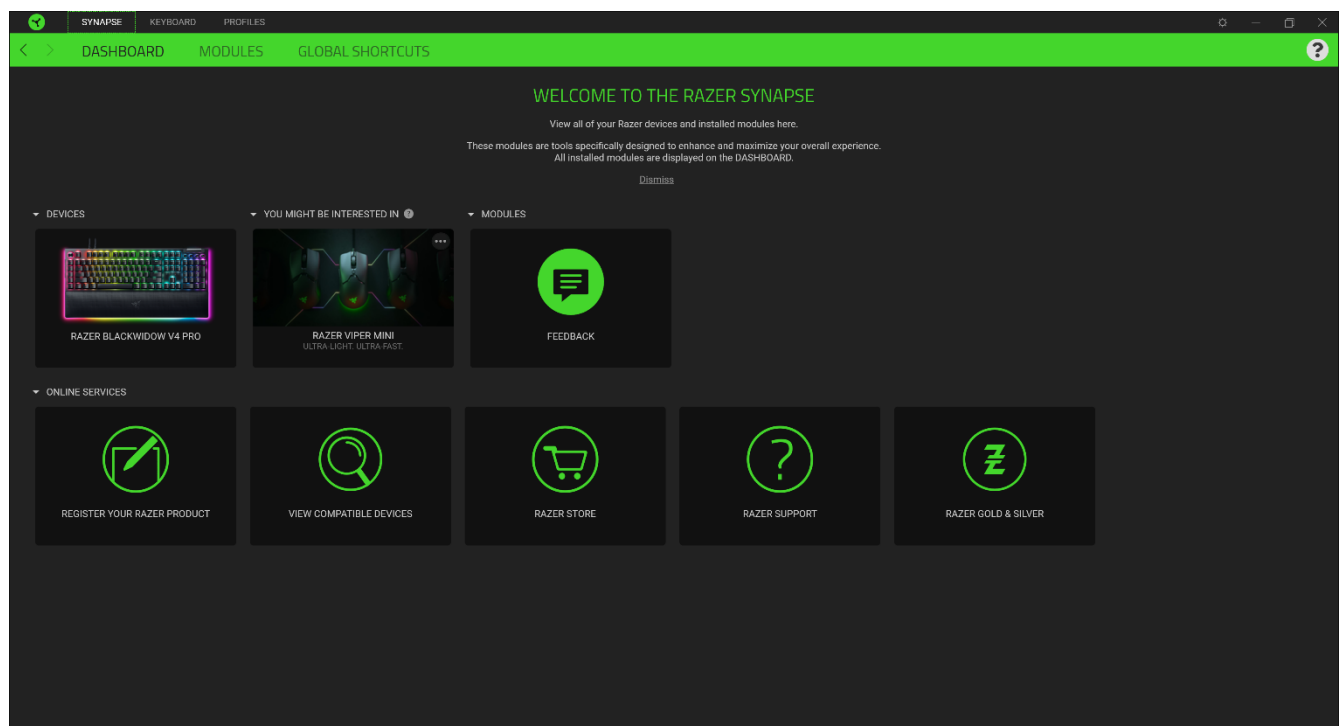 SYNAPSE KEYBOARD PROFILES
DASHBOARD MODULES GLOBAL SHORTCUTS
?
WELCOME TO THE RAZER SYNAPSE
View all of your Razer devices and installed modules here.
These modules are tools specifically designed to enhance and maximize your overall experience.
All installed modules are displayed on the DASHBOARD.
Dismiss
DEVICES
RAZER BLACKWIDOW V4 PRO
YOU MIGHT BE INTERESTED IN ?
RAZER VIPER MINI
ULTRA-LIGHT. ULTRA-FAST.
MODULES
FEEDBACK
ONLINE SERVICES
REGISTER YOUR RAZER PRODUCT
VIEW COMPATIBLE DEVICES
RAZER STORE
?
RAZER SUPPORT
RAZER GOLD & SILVER